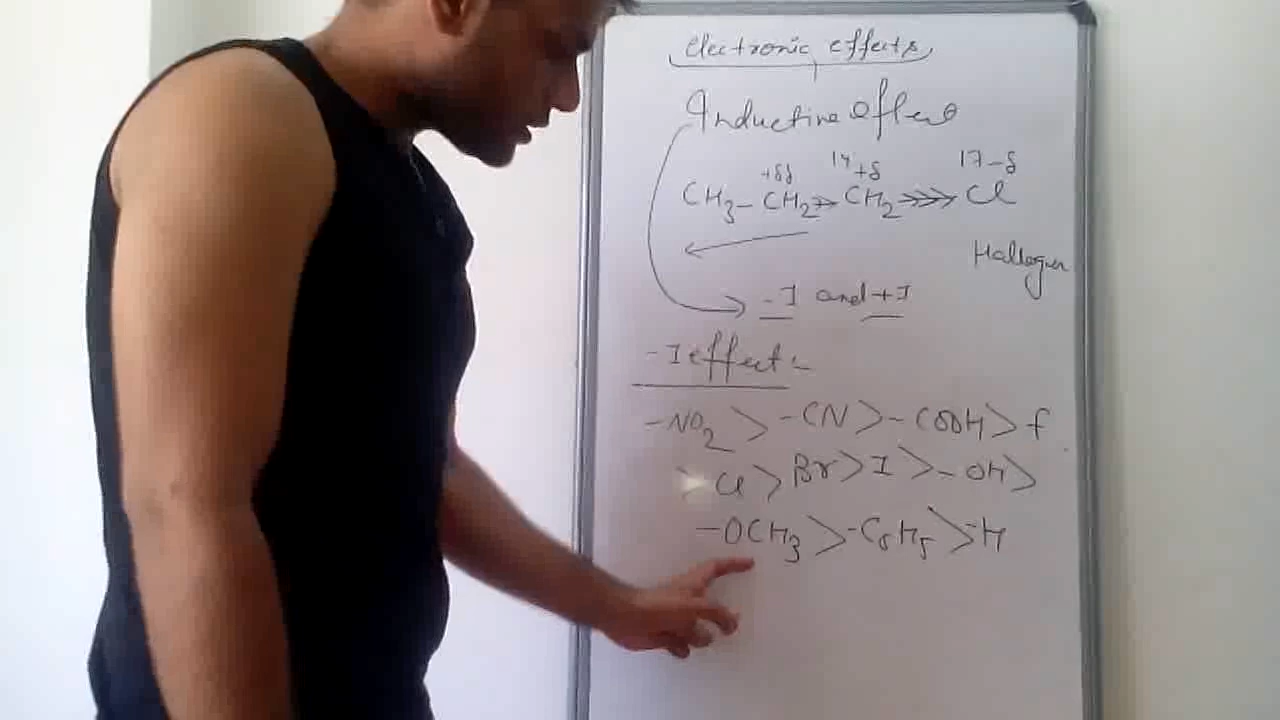 electronic effects
Inductive effect
+δδ 14 +δ 17 -δ
CH3 - CH2 →> CH2 >>>> Cl
Hallogen
-I and +I
-I effect :-
-NO2 > -CN > -COOH > f
> Cl > Br > I > -OH >
-OCH3 > -C6H5 > -H